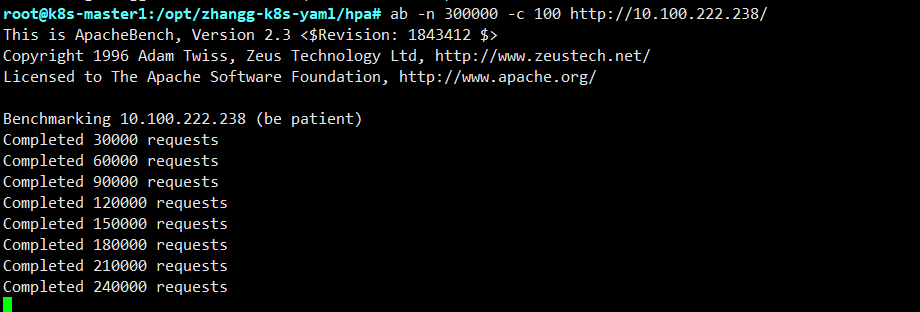 root@k8s-master1:/opt/zhangg-k8s-yaml/hpa# ab -n 300000 -c 100 http://10.100.222.238/
This is ApacheBench, Version 2.3 <$Revision: 1843412 $>
Copyright 1996 Adam Twiss, Zeus Technology Ltd, http://www.zeustech.net/
Licensed to The Apache Software Foundation, http://www.apache.org/

Benchmarking 10.100.222.238 (be patient)
Completed 30000 requests
Completed 60000 requests
Completed 90000 requests
Completed 120000 requests
Completed 150000 requests
Completed 180000 requests
Completed 210000 requests
Completed 240000 requests